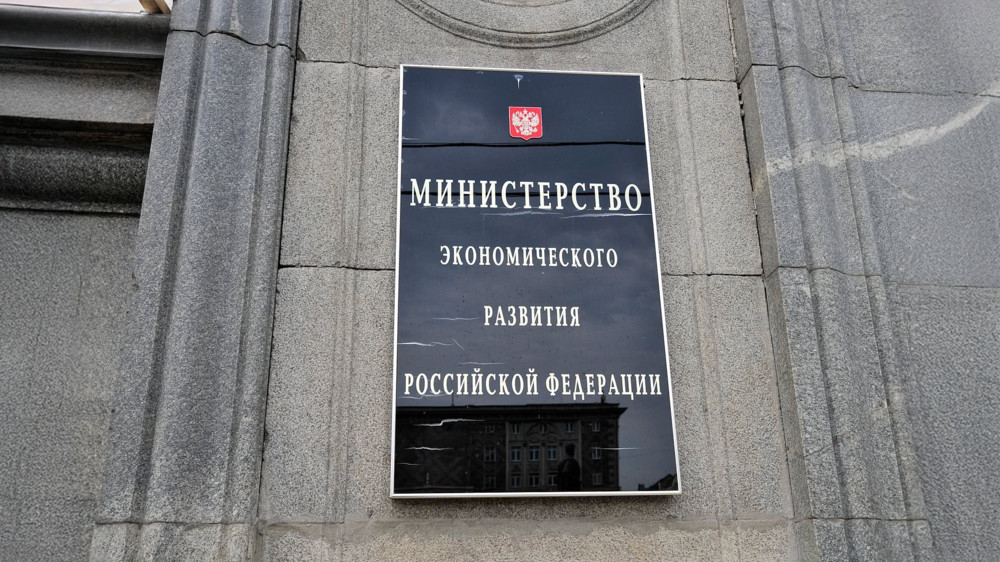 МИНИСТЕРСТВО
ЭКОНОМИЧЕСКОГО
РАЗВИТИЯ
РОССИЙСКОЙ ФЕДЕРАЦИИ